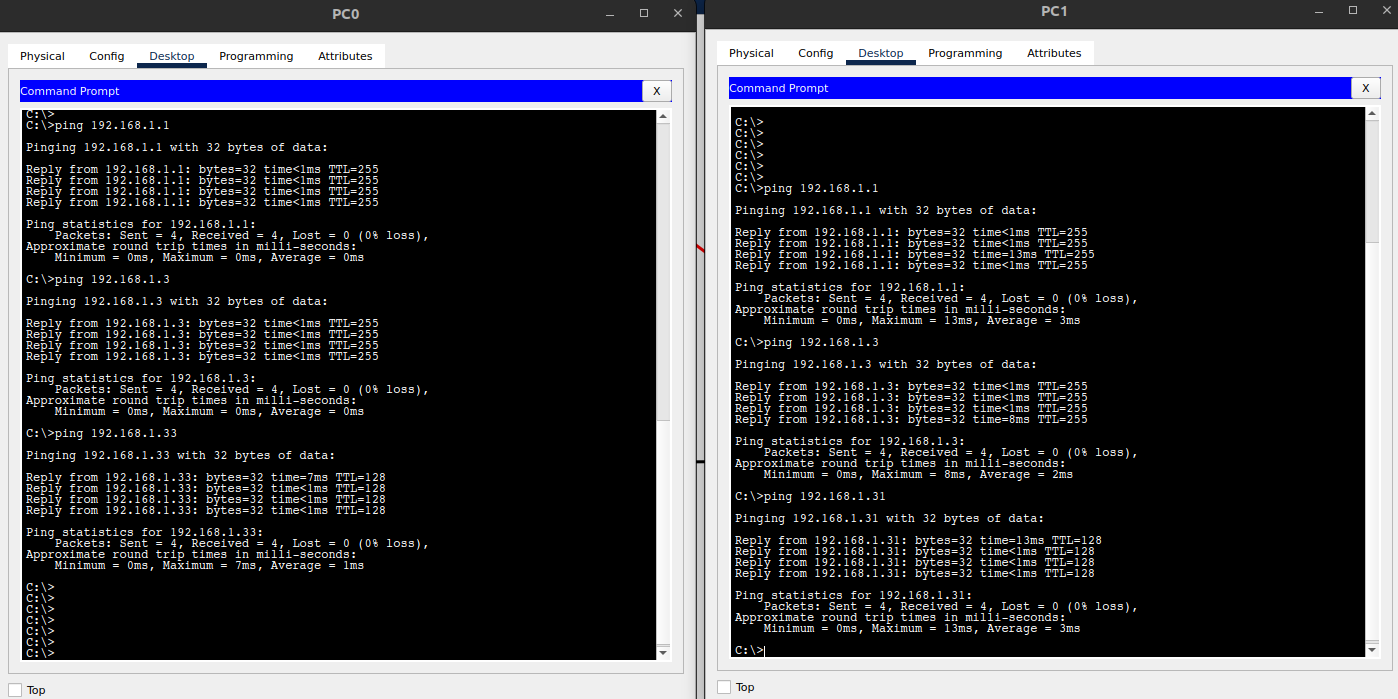 PC0
Physical Config Desktop Programming Attributes
Command Prompt X
C:\>
C:\>ping 192.168.1.1
Pinging 192.168.1.1 with 32 bytes of data:
Reply from 192.168.1.1: bytes=32 time<1ms TTL=255
Reply from 192.168.1.1: bytes=32 time<1ms TTL=255
Reply from 192.168.1.1: bytes=32 time<1ms TTL=255
Reply from 192.168.1.1: bytes=32 time<1ms TTL=255
Ping statistics for 192.168.1.1:
    Packets: Sent = 4, Received = 4, Lost = 0 (0% loss),
Approximate round trip times in milli-seconds:
    Minimum = 0ms, Maximum = 0ms, Average = 0ms
C:\>ping 192.168.1.3
Pinging 192.168.1.3 with 32 bytes of data:
Reply from 192.168.1.3: bytes=32 time<1ms TTL=255
Reply from 192.168.1.3: bytes=32 time<1ms TTL=255
Reply from 192.168.1.3: bytes=32 time<1ms TTL=255
Reply from 192.168.1.3: bytes=32 time<1ms TTL=255
Ping statistics for 192.168.1.3:
    Packets: Sent = 4, Received = 4, Lost = 0 (0% loss),
Approximate round trip times in milli-seconds:
    Minimum = 0ms, Maximum = 0ms, Average = 0ms
C:\>ping 192.168.1.33
Pinging 192.168.1.33 with 32 bytes of data:
Reply from 192.168.1.33: bytes=32 time=7ms TTL=128
Reply from 192.168.1.33: bytes=32 time<1ms TTL=128
Reply from 192.168.1.33: bytes=32 time<1ms TTL=128
Reply from 192.168.1.33: bytes=32 time<1ms TTL=128
Ping statistics for 192.168.1.33:
    Packets: Sent = 4, Received = 4, Lost = 0 (0% loss),
Approximate round trip times in milli-seconds:
    Minimum = 0ms, Maximum = 7ms, Average = 1ms
C:\>
C:\>
C:\>
C:\>
C:\>
C:\>
C:\>
Top
PC1
Physical Config Desktop Programming Attributes
Command Prompt X
C:\>
C:\>
C:\>
C:\>
C:\>
C:\>
C:\>ping 192.168.1.1
Pinging 192.168.1.1 with 32 bytes of data:
Reply from 192.168.1.1: bytes=32 time<1ms TTL=255
Reply from 192.168.1.1: bytes=32 time<1ms TTL=255
Reply from 192.168.1.1: bytes=32 time=13ms TTL=255
Reply from 192.168.1.1: bytes=32 time<1ms TTL=255
Ping statistics for 192.168.1.1:
    Packets: Sent = 4, Received = 4, Lost = 0 (0% loss),
Approximate round trip times in milli-seconds:
    Minimum = 0ms, Maximum = 13ms, Average = 3ms
C:\>ping 192.168.1.3
Pinging 192.168.1.3 with 32 bytes of data:
Reply from 192.168.1.3: bytes=32 time<1ms TTL=255
Reply from 192.168.1.3: bytes=32 time<1ms TTL=255
Reply from 192.168.1.3: bytes=32 time<1ms TTL=255
Reply from 192.168.1.3: bytes=32 time=8ms TTL=255
Ping statistics for 192.168.1.3:
    Packets: Sent = 4, Received = 4, Lost = 0 (0% loss),
Approximate round trip times in milli-seconds:
    Minimum = 0ms, Maximum = 8ms, Average = 2ms
C:\>ping 192.168.1.31
Pinging 192.168.1.31 with 32 bytes of data:
Reply from 192.168.1.31: bytes=32 time=13ms TTL=128
Reply from 192.168.1.31: bytes=32 time<1ms TTL=128
Reply from 192.168.1.31: bytes=32 time<1ms TTL=128
Reply from 192.168.1.31: bytes=32 time<1ms TTL=128
Ping statistics for 192.168.1.31:
    Packets: Sent = 4, Received = 4, Lost = 0 (0% loss),
Approximate round trip times in milli-seconds:
    Minimum = 0ms, Maximum = 13ms, Average = 3ms
C:\>
Top